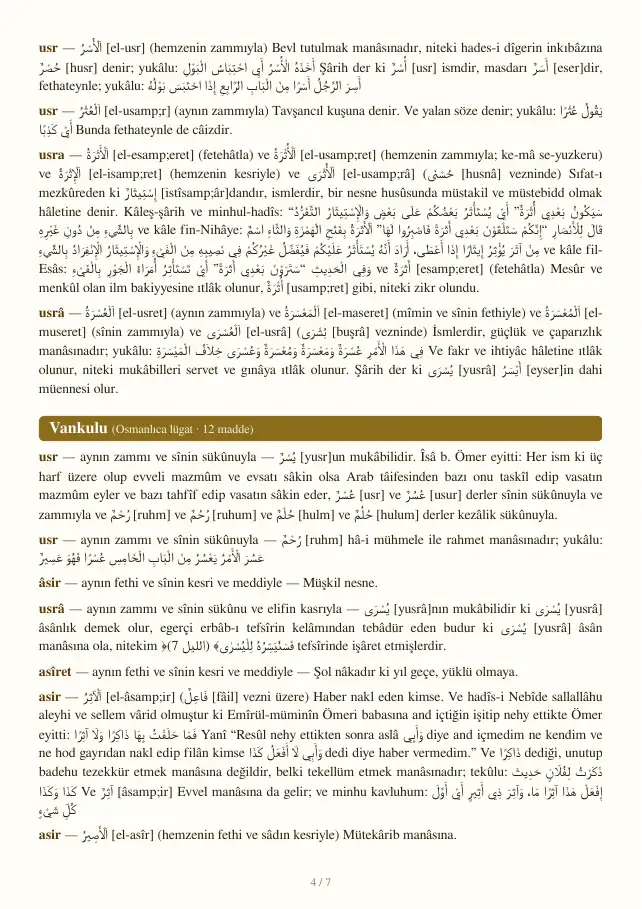 usr — اَلْأُسْرُ [el-usr] (hemzenin zammıyla) Bevl tutulmak manâsınadır, niteki hades-i dîgerin inkıbâzına
حُصْرٌ [husr] denir; yukâlu: أَخَذَهُ الْأُسْرُ أَيِ احْتِبَاسُ الْبَوْلِ Şârih der ki أُسْرٌ [usr] ismdir, masdarı أَسَرٌ [eser]dir,
fethateynle; yukâlu: أَسِرَ الرَّجُلُ أَسَرًا مِنَ الْبَابِ الرَّابِعِ إِذَا احْتَبَسَ بَوْلُهُ
usr — اَلْعُثْرُ [el-usamp;r] (aynın zammıyla) Tavşancıl kuşuna denir. Ve yalan söze denir; yukâlu: يَقُولُ عُثْرًا
أَيْ كَذِبًا Bunda fethateynle de câizdir.
usra — اَلْأَثَرَةُ [el-esamp;eret] (fetehâtla) ve اَلْأُثْرَةُ [el-usamp;ret] (hemzenin zammıyla; ke-mâ se-yuzkeru)
ve اَلْإِثْرَةُ [el-isamp;ret] (hemzenin kesriyle) ve اَلْأُثْرَى [el-usamp;râ] (حُسْنَى [husnâ] vezninde) Sıfat-ı
mezkûreden ki إِسْتِيثَارٌ [istîsamp;âr]dandır, ismlerdir, bir nesne husûsunda müstakil ve müstebidd olmak
hâletine denir. Kâleş-şârih ve minhul-hadîs: “سَيَكُونُ بَعْدِي أَثَرَةٌ” أَيْ يُسْتَأْثَرُ بَعْضُكُمْ عَلَى بَعْضٍ وَالْإِسْتِيثَارُ التَّفَرُّدُ
بِالشَّيْءِ مِنْ دُونِ غَيْرِهِ ve kâle fin-Nihâye: قَالَ لِلْأَنْصَارِ “إِنَّكُمْ سَتَلْقَوْنَ بَعْدِي أَثَرَةً فَاصْبِرُوا لَهَا” اَلْأَثَرَةُ بِفَتْحِ الْهَمْزَةِ وَالثَّاءِ اسْمٌ
مِنْ آثَرَ يُؤْثِرُ إِيثَارًا إِذَا أَعْطَى، أَرَادَ أَنَّهُ يُسْتَأْثَرُ عَلَيْكُمْ فَيُفَضَّلُ غَيْرُكُمْ فِي نَصِيبِهِ مِنَ الْفَيْءِ وَالْإِسْتِيثَارُ الْإِنْفِرَادُ بِالشَّيْءِ ve kâle fil-
Esâs: وَفِي الْحَدِيثِ “سَتَرَوْنَ بَعْدِي أَثَرَةً” أَيْ تَسْتَأْثِرُ أُمَرَاءُ الْجَوْرِ بِالْفَيْءِ ve أَثَرَةٌ [esamp;eret] (fetehâtla) Mesûr ve
menkûl olan ilm bakiyyesine ıtlâk olunur, أُثْرَةٌ [usamp;ret] gibi, niteki zikr olundu.
usrâ — اَلْعُسْرَةُ [el-usret] (aynın zammıyla) ve اَلْمَعْسَرَةُ [el-maseret] (mîmin ve sînin fethiyle) ve اَلْمُعْسَرَةُ [el-
museret] (sînin zammıyla) ve اَلْعُسْرَى [el-usrâ] (بُشْرَى [buşrâ] vezninde) İsmlerdir, güçlük ve çaparızlık
manâsınadır; yukâlu: فِي هَذَا الْأَمْرِ عُسْرَةٌ وَمَعْسَرَةٌ وَمُعْسَرَةٌ وَعُسْرَى خِلَافُ الْمَيْسَرَةِ Ve fakr ve ihtiyâc hâletine ıtlâk
olunur, niteki mukâbilleri servet ve gınâya ıtlâk olunur. Şârih der ki يُسْرَى [yusrâ] أَيْسَرُ [eyser]in dahi
müennesi olur.
Vankulu (Osmanlıca lügat · 12 madde)
usr — aynın zammı ve sînin sükûnuyla — يُسْرٌ [yusr]un mukâbilidir. Îsâ b. Ömer eyitti: Her ism ki üç
harf üzere olup evveli mazmûm ve evsatı sâkin olsa Arab tâifesinden bazı onu taskîl edip vasatın
mazmûm eyler ve bazı tahfîf edip vasatın sâkin eder, عُسْرٌ [usr] ve عُسُرٌ [usur] derler sînin sükûnuyla ve
zammıyla ve رُحْمٌ [ruhm] ve رُحُمٌ [ruhum] ve حُلْمٌ [hulm] ve حُلُمٌ [hulum] derler kezâlik sükûnuyla.
usr — aynın zammı ve sînin sükûnuyla — رُحْمٌ [ruhm] hâ-i mühmele ile rahmet manâsınadır; yukâlu:
عَسُرَ الْأَمْرُ يَعْسُرُ مِنَ الْبَابِ الْخَامِسِ عُسْرًا فَهُوَ عَسِيرٌ
âsir — aynın fethi ve sînin kesri ve meddiyle — Müşkil nesne.
usrâ — aynın zammı ve sînin sükûnu ve elifin kasrıyla — يُسْرَى [yusrâ]nın mukâbilidir ki يُسْرَى [yusrâ]
âsânlık demek olur, egerçi erbâb-ı tefsîrin kelâmından tebâdür eden budur ki يُسْرَى [yusrâ] âsân
manâsına ola, nitekim ﴿فَسَنُيَسِّرُهُ لِلْيُسْرَى﴾ (الليل 7) tefsîrinde işâret etmişlerdir.
asîret — aynın fethi ve sînin kesri ve meddiyle — Şol nâkadır ki yıl geçe, yüklü olmaya.
asir — اَلْآثِرُ [el-âsamp;ir] (فَاعِلٌ [fâil] vezni üzere) Haber nakl eden kimse. Ve hadîs-i Nebîde sallallâhu
aleyhi ve sellem vârid olmuştur ki Emîrül-müminîn Ömeri babasına and içtiğin işitip nehy ettikte Ömer
eyitti: فَمَا حَلَفْتُ بِهَا ذَاكِرًا وَلَا آثِرًا Yanî “Resûl nehy ettikten sonra aslâ وَأَبِي diye and içmedim ne kendim ve
ne hod gayrıdan nakl edip filân kimse وَأَبِي لَا أَفْعَلُ كَذَا dedi diye haber vermedim.” Ve ذَاكِرًا dediği, unutup
badehu tezekkür etmek manâsına değildir, belki tekellüm etmek manâsınadır; tekûlu: ذَكَرْتُ لِفُلَانٍ حَدِيثَ
كَذَا وَكَذَا Ve آثِرٌ [âsamp;ir] Evvel manâsına da gelir; ve minhu kavluhum: إِفْعَلْ هَذَا آثِرًا مَا، وَآثِرَ ذِي أَثِيرٍ أَيْ أَوَّلَ
كُلِّ شَيْءٍ
asir — اَلْأَصِيرُ [el-asîr] (hemzenin fethi ve sâdın kesriyle) Mütekârib manâsına.
4 / 7